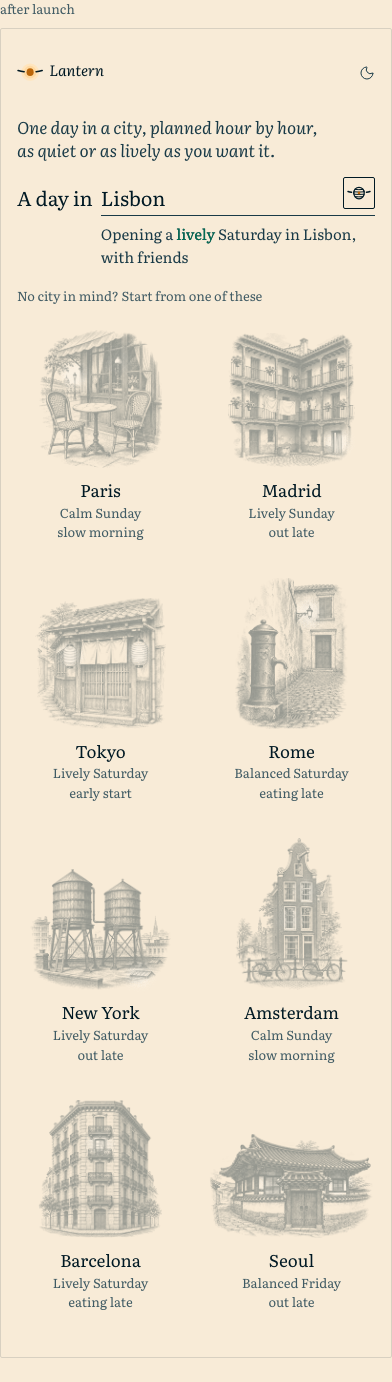 after launch
Lantern
One day in a city, planned hour by hour,
as quiet or as lively as you want it.
A day in Lisbon
Opening a lively Saturday in Lisbon,
with friends
No city in mind? Start from one of these
Paris
Calm Sunday
slow morning
Madrid
Lively Sunday
out late
Tokyo
Lively Saturday
early start
Rome
Balanced Saturday
eating late
New York
Lively Saturday
out late
Amsterdam
Calm Sunday
slow morning
Barcelona
Lively Saturday
eating late
Seoul
Balanced Friday
out late